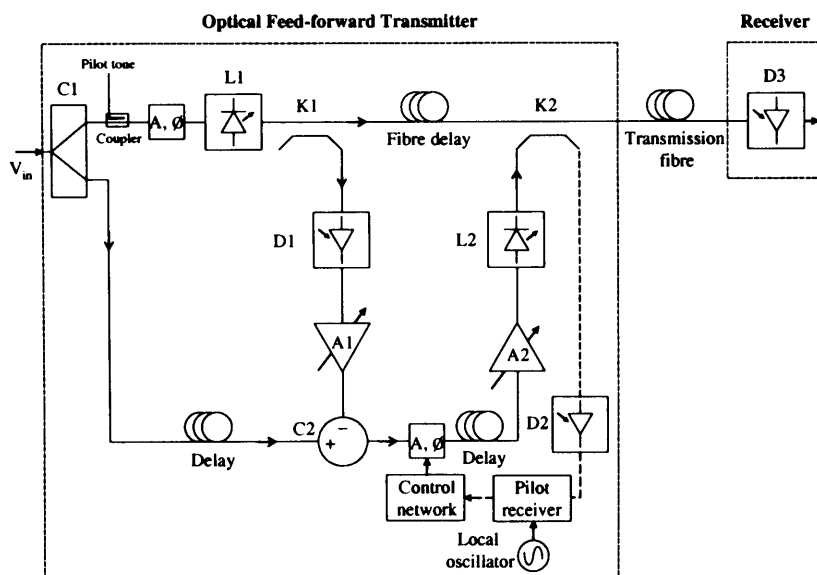 Optical Feed-forward Transmitter
Receiver
Pilot tone
C1
L1
K1
K2
D3
A, Ø
Coupler
Fibre delay
Transmission
fibre
V_in
D1
L2
A1
A2
D2
C2
−
+
A, Ø
Delay
Delay
Control
network
Pilot
receiver
Local
oscillator